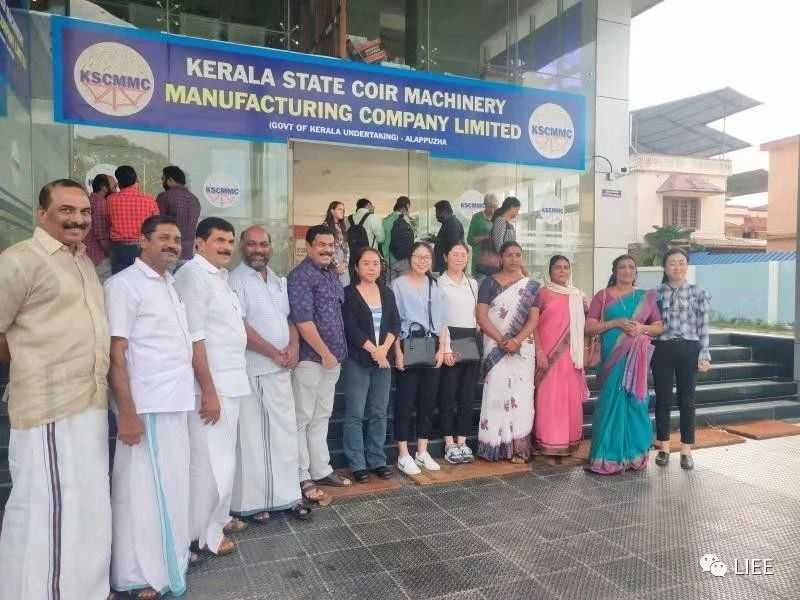 KSCMMC
KERALA STATE COIR MACHINERY
MANUFACTURING COMPANY LIMITED
(GOVT OF KERALA UNDERTAKING) - ALAPPUZHA
KSCMMC
KSCMMC
KSCMMC
KSCMMC
LIEE